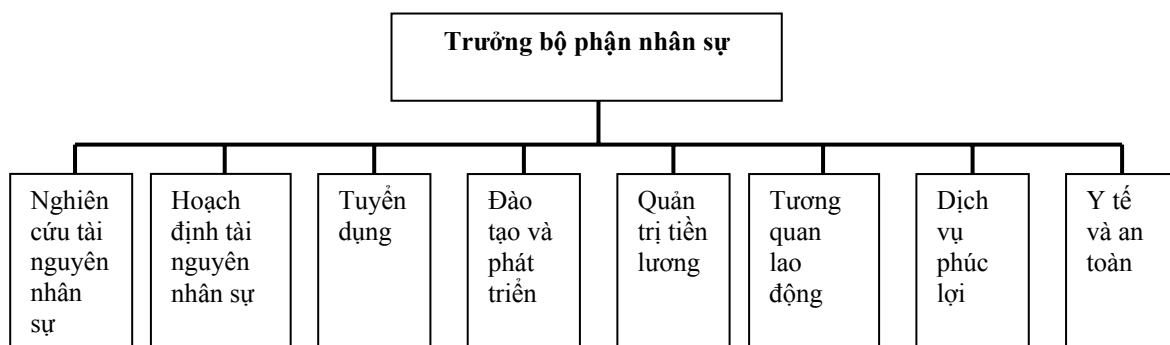 Trưởng bộ phận nhân sự
Nghiên
cứu tài
nguyên
nhân
sự
Hoạch
định tài
nguyên
nhân sự
Tuyển
dụng
Đào
tạo và
phát
triển
Quản
trị tiền
lương
Tương
quan
lao
động
Dịch
vụ
phúc
lợi
Y tế
và an
toàn